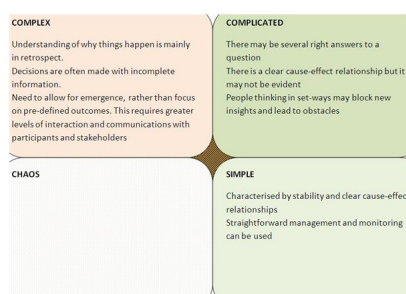 COMPLEX
Understanding of why things happen is mainly
in retrospect.
Decisions are often made with incomplete
information.
Need to allow for emergence, rather than focus
on pre-defined outcomes. This requires greater
levels of interaction and communications with
participants and stakeholders
COMPLICATED
There may be several right answers to a
question
There is a clear cause-effect relationship but it
may not be evident
People thinking in set-ways may block new
insights and lead to obstacles
CHAOS
SIMPLE
Characterised by stability and clear cause-effec
relationships
Straightforward management and monitoring
can be used